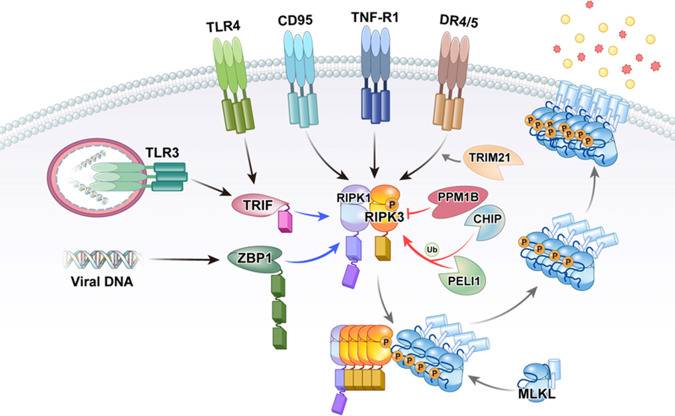 TLR4
CD95
TNF-R1
DR4/5
P
P
P
P
P
TLR3
TRIM21
TRIF
RIPK1
P
RIPK3
PPM1B
CHIP
ZBP1
Ub
Viral DNA
PELI1
P
P
P
P
P
P
P
P
P
MLKL